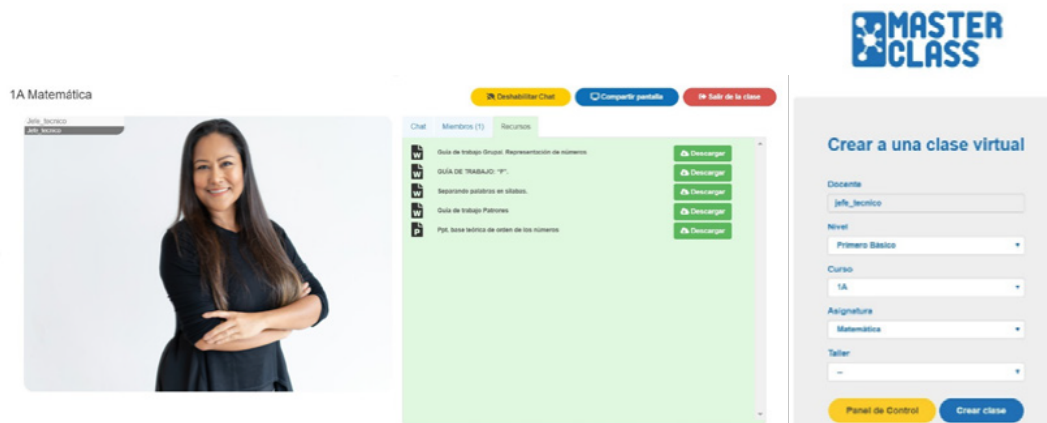 MASTER
CLASS
1A Matemática
Deshabilitar Chat
Compartir pantalla
Salir de la clase
Jefe_tecnico
Jefe_tecnico
Chat
Miembros (1)
Recursos
Guía de trabajo Grupal. Representación de números
Descargar
GUÍA DE TRABAJO: "P".
Descargar
Separando palabras en sílabas.
Descargar
Guía de trabajo Patrones
Descargar
Ppt. base teórica de orden de los números
Descargar
Crear a una clase virtual
Docente
jefe_tecnico
Nivel
Primero Básico
Curso
1A
Asignatura
Matemática
Taller
--
Panel de Control
Crear clase